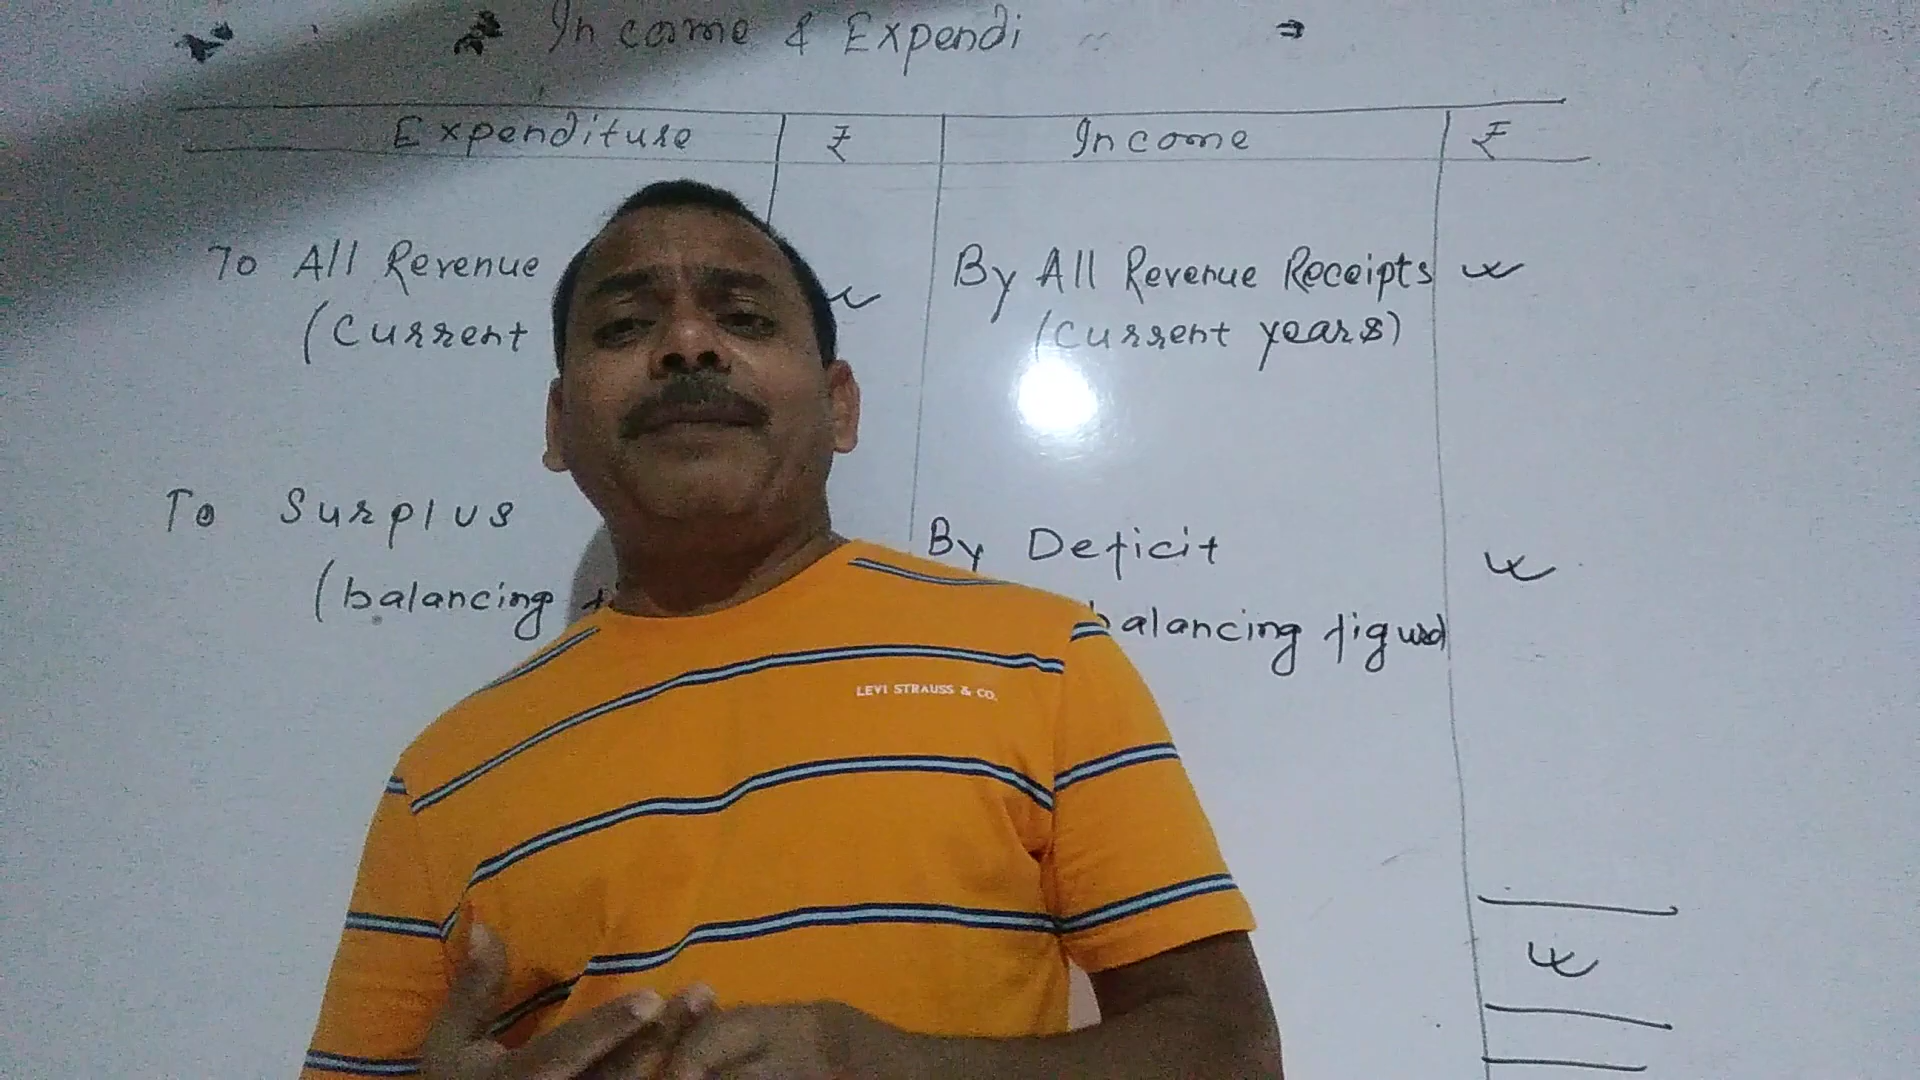 Income & Expendi
Expenditure ₹ Income ₹
To All Revenue
(Current
By All Revenue Receipts
(Current years)
To Surplus
(balancing
By Deficit
balancing figure)
LEVI STRAUSS & CO.